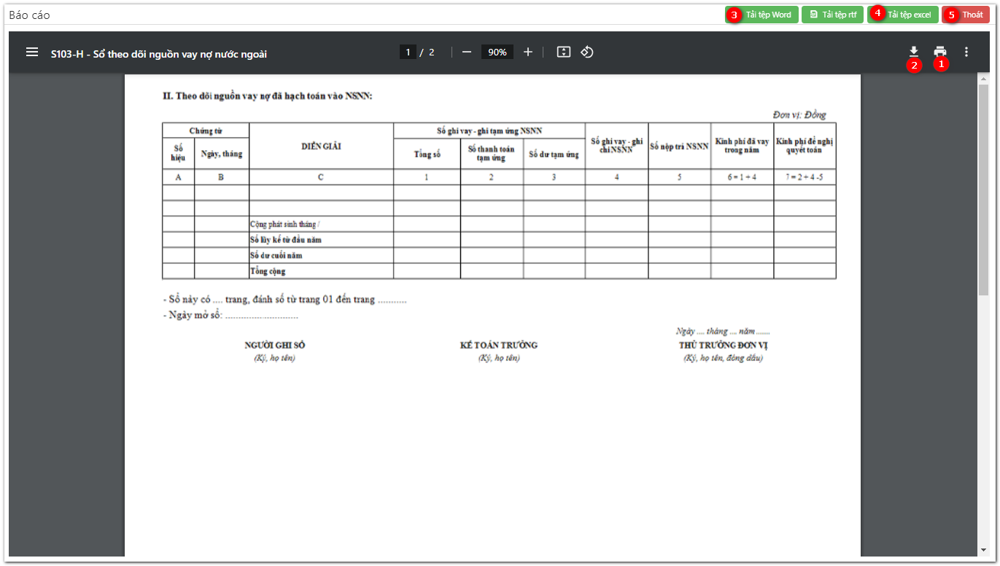 Báo cáo
3 Tải tệp Word Tải tệp rtf 4 Tải tệp excel 5 Thoát
S103-H - Sổ theo dõi nguồn vay nợ nước ngoài 1 / 2 90%
2 1
II. Theo dõi nguồn vay nợ đã hạch toán vào NSNN:
Đơn vị: Đồng
Chứng từ
Số hiệu
Ngày, tháng
DIỄN GIẢI
Số ghi vay - ghi tạm ứng NSNN
Tổng số
Số thanh toán
tạm ứng
Số dư tạm ứng
Số ghi vay - ghi
chi NSNN
Số nộp trả NSNN
Kinh phí đã vay
trong năm
Kinh phí đề nghị
quyết toán
A B C 1 2 3 4 5 6 = 1 + 4 7 = 2 + 4 -5
Cộng phát sinh tháng /
Số lũy kế từ đầu năm
Số dư cuối năm
Tổng cộng
- Sổ này có .... trang, đánh số từ trang 01 đến trang ...........
- Ngày mở sổ: ............................
Ngày .... tháng .... năm ......
NGƯỜI GHI SỔ KẾ TOÁN TRƯỞNG THỦ TRƯỞNG ĐƠN VỊ
(Ký, họ tên) (Ký, họ tên) (Ký, họ tên, đóng dấu)